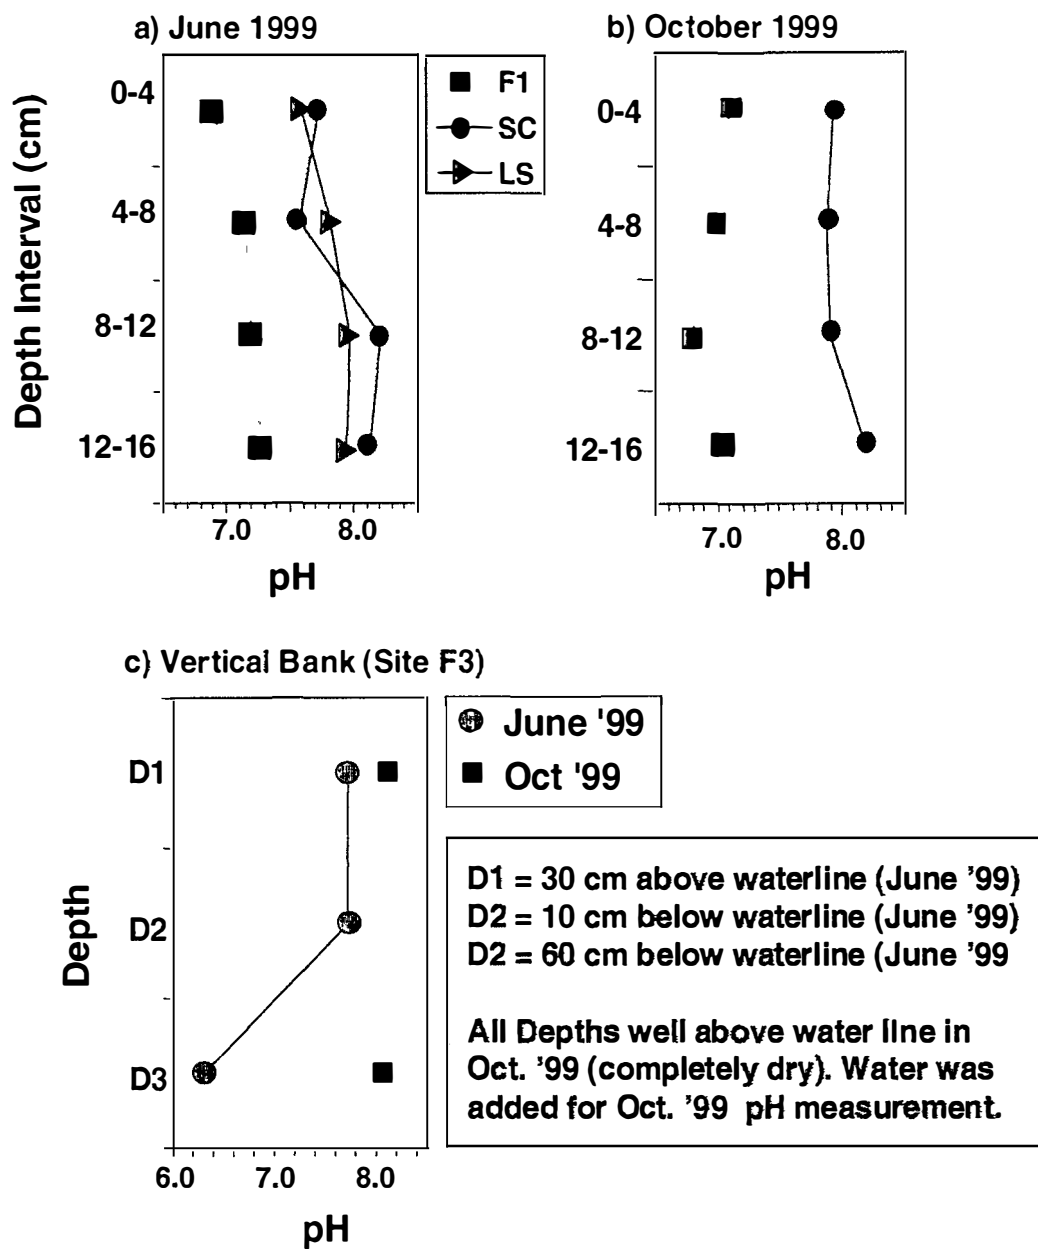 a) June 1999
b) October 1999
Depth Interval (cm)
0-4
4-8
8-12
12-16
7.0
8.0
pH
F1
SC
LS
0-4
4-8
8-12
12-16
7.0
8.0
pH
c) Vertical Bank (Site F3)
Depth
D1
D2
D3
6.0
7.0
8.0
pH
June '99
Oct '99
D1 = 30 cm above waterline (June '99)
D2 = 10 cm below waterline (June '99)
D2 = 60 cm below waterline (June '99
All Depths well above water line in
Oct. '99 (completely dry). Water was
added for Oct. '99 pH measurement.